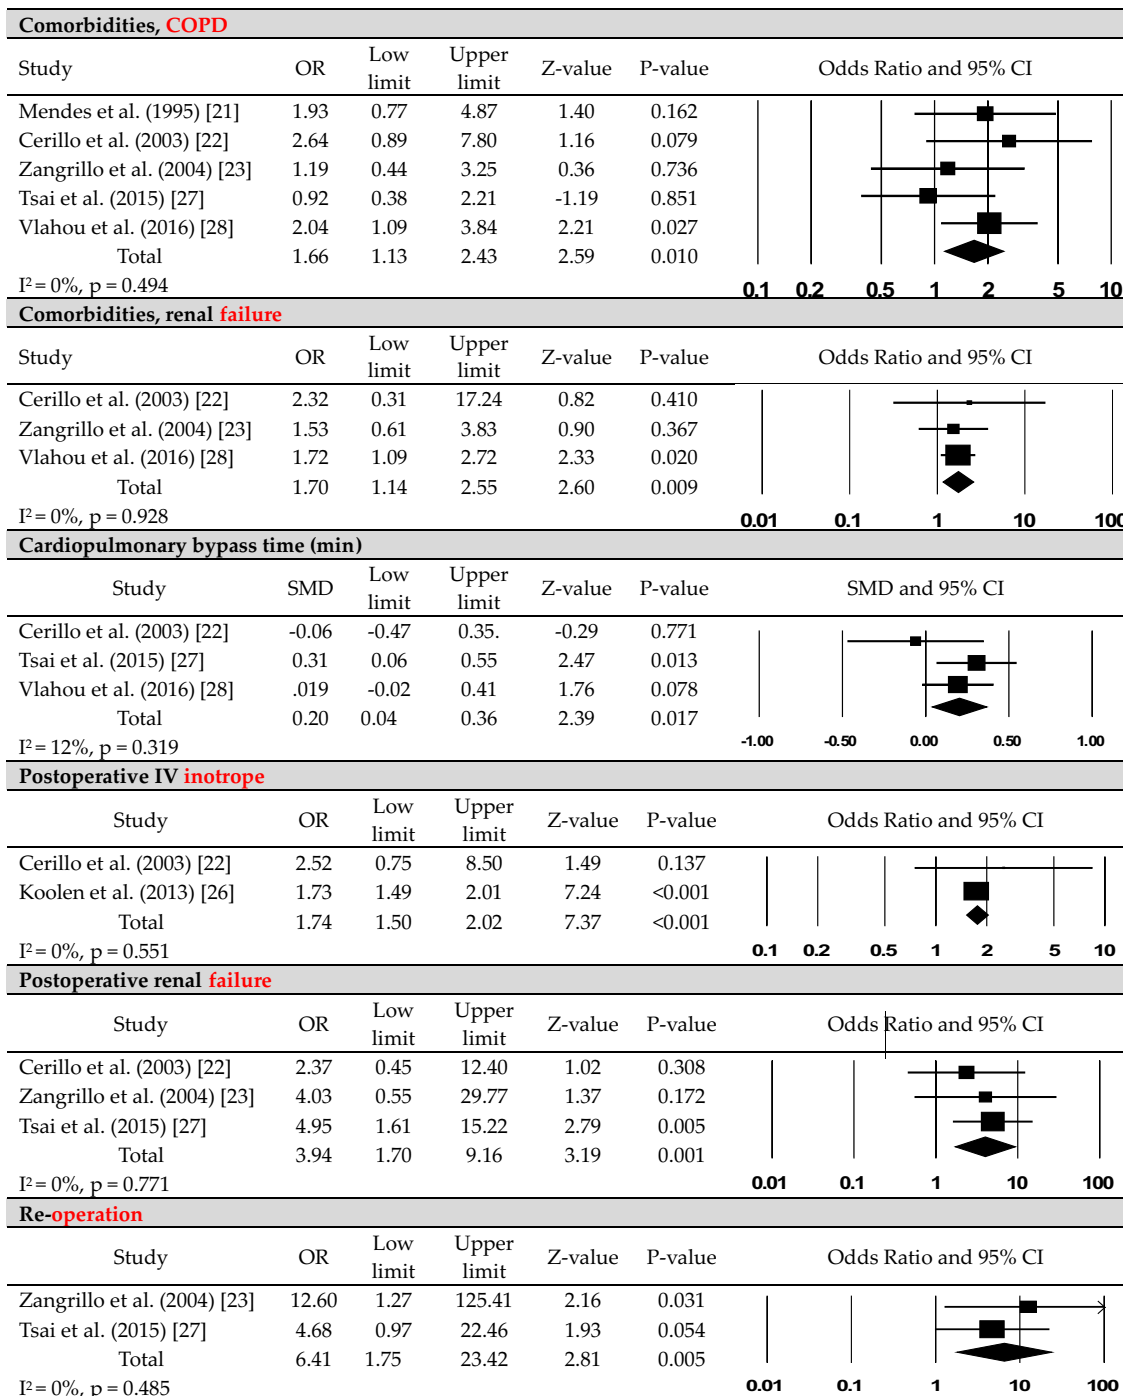 Comorbidities, COPD
Study OR Low limit Upper limit Z-value P-value Odds Ratio and 95% CI
Mendes et al. (1995) [21] 1.93 0.77 4.87 1.40 0.162
Cerillo et al. (2003) [22] 2.64 0.89 7.80 1.16 0.079
Zangrillo et al. (2004) [23] 1.19 0.44 3.25 0.36 0.736
Tsai et al. (2015) [27] 0.92 0.38 2.21 -1.19 0.851
Vlahou et al. (2016) [28] 2.04 1.09 3.84 2.21 0.027
Total 1.66 1.13 2.43 2.59 0.010
I² = 0%, p = 0.494 0.1 0.2 0.5 1 2 5 10
Comorbidities, renal failure
Study OR Low limit Upper limit Z-value P-value Odds Ratio and 95% CI
Cerillo et al. (2003) [22] 2.32 0.31 17.24 0.82 0.410
Zangrillo et al. (2004) [23] 1.53 0.61 3.83 0.90 0.367
Vlahou et al. (2016) [28] 1.72 1.09 2.72 2.33 0.020
Total 1.70 1.14 2.55 2.60 0.009
I² = 0%, p = 0.928 0.01 0.1 1 10 100
Cardiopulmonary bypass time (min)
Study SMD Low limit Upper limit Z-value P-value SMD and 95% CI
Cerillo et al. (2003) [22] -0.06 -0.47 0.35. -0.29 0.771
Tsai et al. (2015) [27] 0.31 0.06 0.55 2.47 0.013
Vlahou et al. (2016) [28] .019 -0.02 0.41 1.76 0.078
Total 0.20 0.04 0.36 2.39 0.017
I² = 12%, p = 0.319 -1.00 -0.50 0.00 0.50 1.00
Postoperative IV inotrope
Study OR Low limit Upper limit Z-value P-value Odds Ratio and 95% CI
Cerillo et al. (2003) [22] 2.52 0.75 8.50 1.49 0.137
Koolen et al. (2013) [26] 1.73 1.49 2.01 7.24 <0.001
Total 1.74 1.50 2.02 7.37 <0.001
I² = 0%, p = 0.551 0.1 0.2 0.5 1 2 5 10
Postoperative renal failure
Study OR Low limit Upper limit Z-value P-value Odds Ratio and 95% CI
Cerillo et al. (2003) [22] 2.37 0.45 12.40 1.02 0.308
Zangrillo et al. (2004) [23] 4.03 0.55 29.77 1.37 0.172
Tsai et al. (2015) [27] 4.95 1.61 15.22 2.79 0.005
Total 3.94 1.70 9.16 3.19 0.001
I² = 0%, p = 0.771 0.01 0.1 1 10 100
Re-operation
Study OR Low limit Upper limit Z-value P-value Odds Ratio and 95% CI
Zangrillo et al. (2004) [23] 12.60 1.27 125.41 2.16 0.031
Tsai et al. (2015) [27] 4.68 0.97 22.46 1.93 0.054
Total 6.41 1.75 23.42 2.81 0.005
I² = 0%, p = 0.485 0.01 0.1 1 10 100